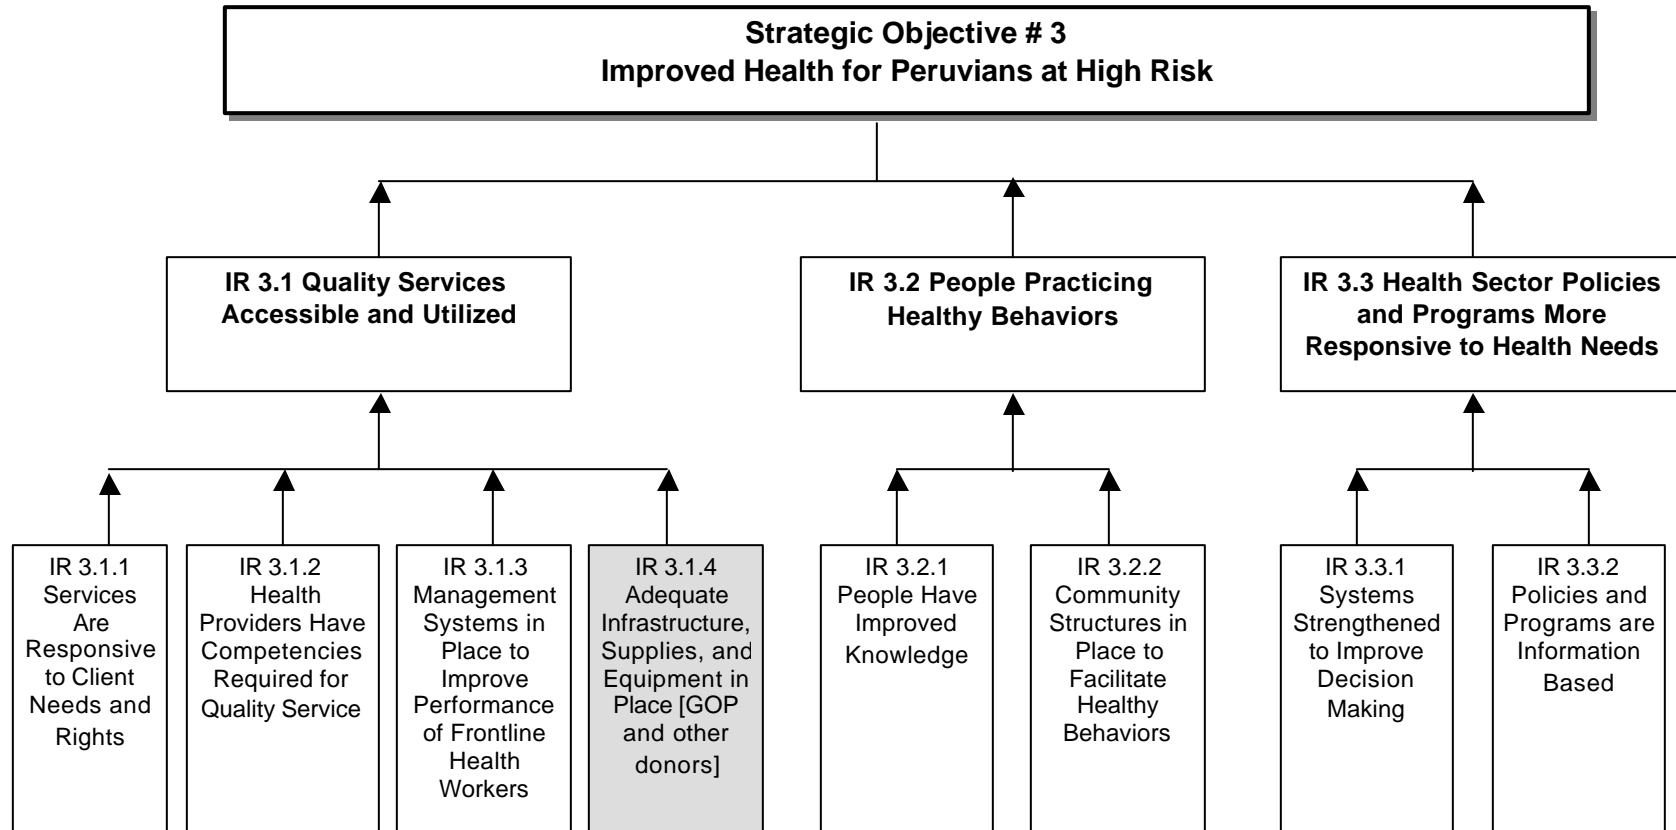 Strategic Objective # 3
Improved Health for Peruvians at High Risk
IR 3.1 Quality Services
Accessible and Utilized
IR 3.2 People Practicing
Healthy Behaviors
IR 3.3 Health Sector Policies
and Programs More
Responsive to Health Needs
IR 3.1.1
Services
Are
Responsive
to Client
Needs and
Rights
IR 3.1.2
Health
Providers Have
Competencies
Required for
Quality Service
IR 3.1.3
Management
Systems in
Place to
Improve
Performance
of Frontline
Health
Workers
IR 3.1.4
Adequate
Infrastructure,
Supplies, and
Equipment in
Place [GOP
and other
donors]
IR 3.2.1
People Have
Improved
Knowledge
IR 3.2.2
Community
Structures in
Place to
Facilitate
Healthy
Behaviors
IR 3.3.1
Systems
Strengthened
to Improve
Decision
Making
IR 3.3.2
Policies and
Programs are
Information
Based